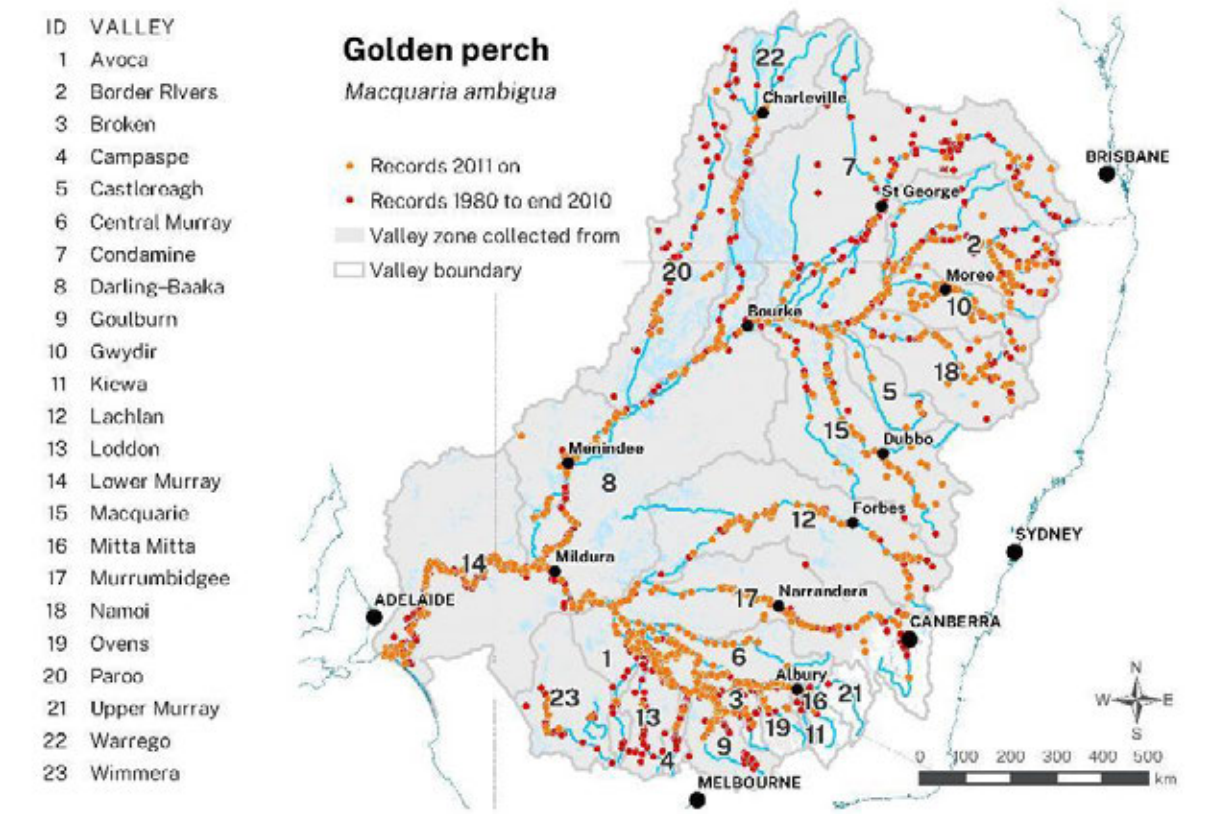 ID VALLEY
1 Avoca
2 Border RIvers
3 Broken
4 Campaspe
5 Castlereagh
6 Central Murray
7 Condamine
8 Darling–Baaka
9 Goulburn
10 Gwydir
11 Kiewa
12 Lachlan
13 Loddon
14 Lower Murray
15 Macquarie
16 Mitta Mitta
17 Murrumbidgee
18 Namoi
19 Ovens
20 Paroo
21 Upper Murray
22 Warrego
23 Wimmera
Golden perch
Macquaria ambigua
Records 2011 on
Records 1980 to end 2010
Valley zone collected from
Valley boundary
22
Charleville
BRISBANE
7
St George
2
20
Moree
10
Bourke
18
5
15
Dubbo
Menindee
8
12
Forbes
SYDNEY
Mildura
14
ADELAIDE
17
Narrandera
CANBERRA
1
6
Albury
23
3
16
21
13
19
11
9
4
MELBOURNE
N
W E
S
0 100 200 300 400 500
km